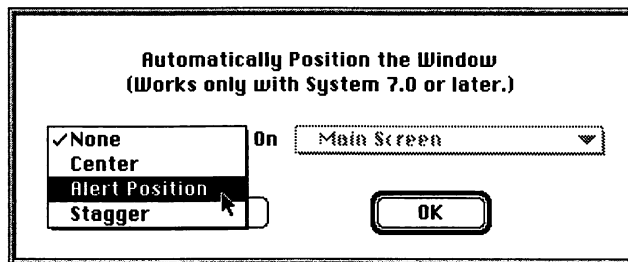 Automatically Position the Window
(Works only with System 7.0 or later.)
✓None On Main Screen
Center
Alert Position
Stagger OK